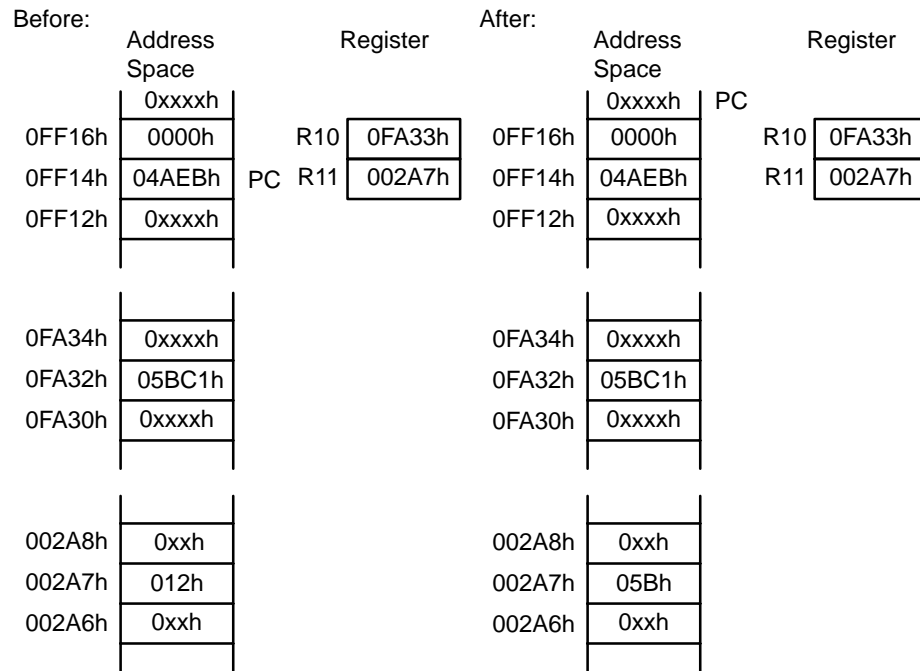 Before:
Address Space
Register
0xxxxh
0FF16h 0000h R10 0FA33h
0FF14h 04AEBh PC R11 002A7h
0FF12h 0xxxxh
0FA34h 0xxxxh
0FA32h 05BC1h
0FA30h 0xxxxh
002A8h 0xxh
002A7h 012h
002A6h 0xxh
After:
Address Space
Register
0xxxxh PC
0FF16h 0000h R10 0FA33h
0FF14h 04AEBh R11 002A7h
0FF12h 0xxxxh
0FA34h 0xxxxh
0FA32h 05BC1h
0FA30h 0xxxxh
002A8h 0xxh
002A7h 05Bh
002A6h 0xxh